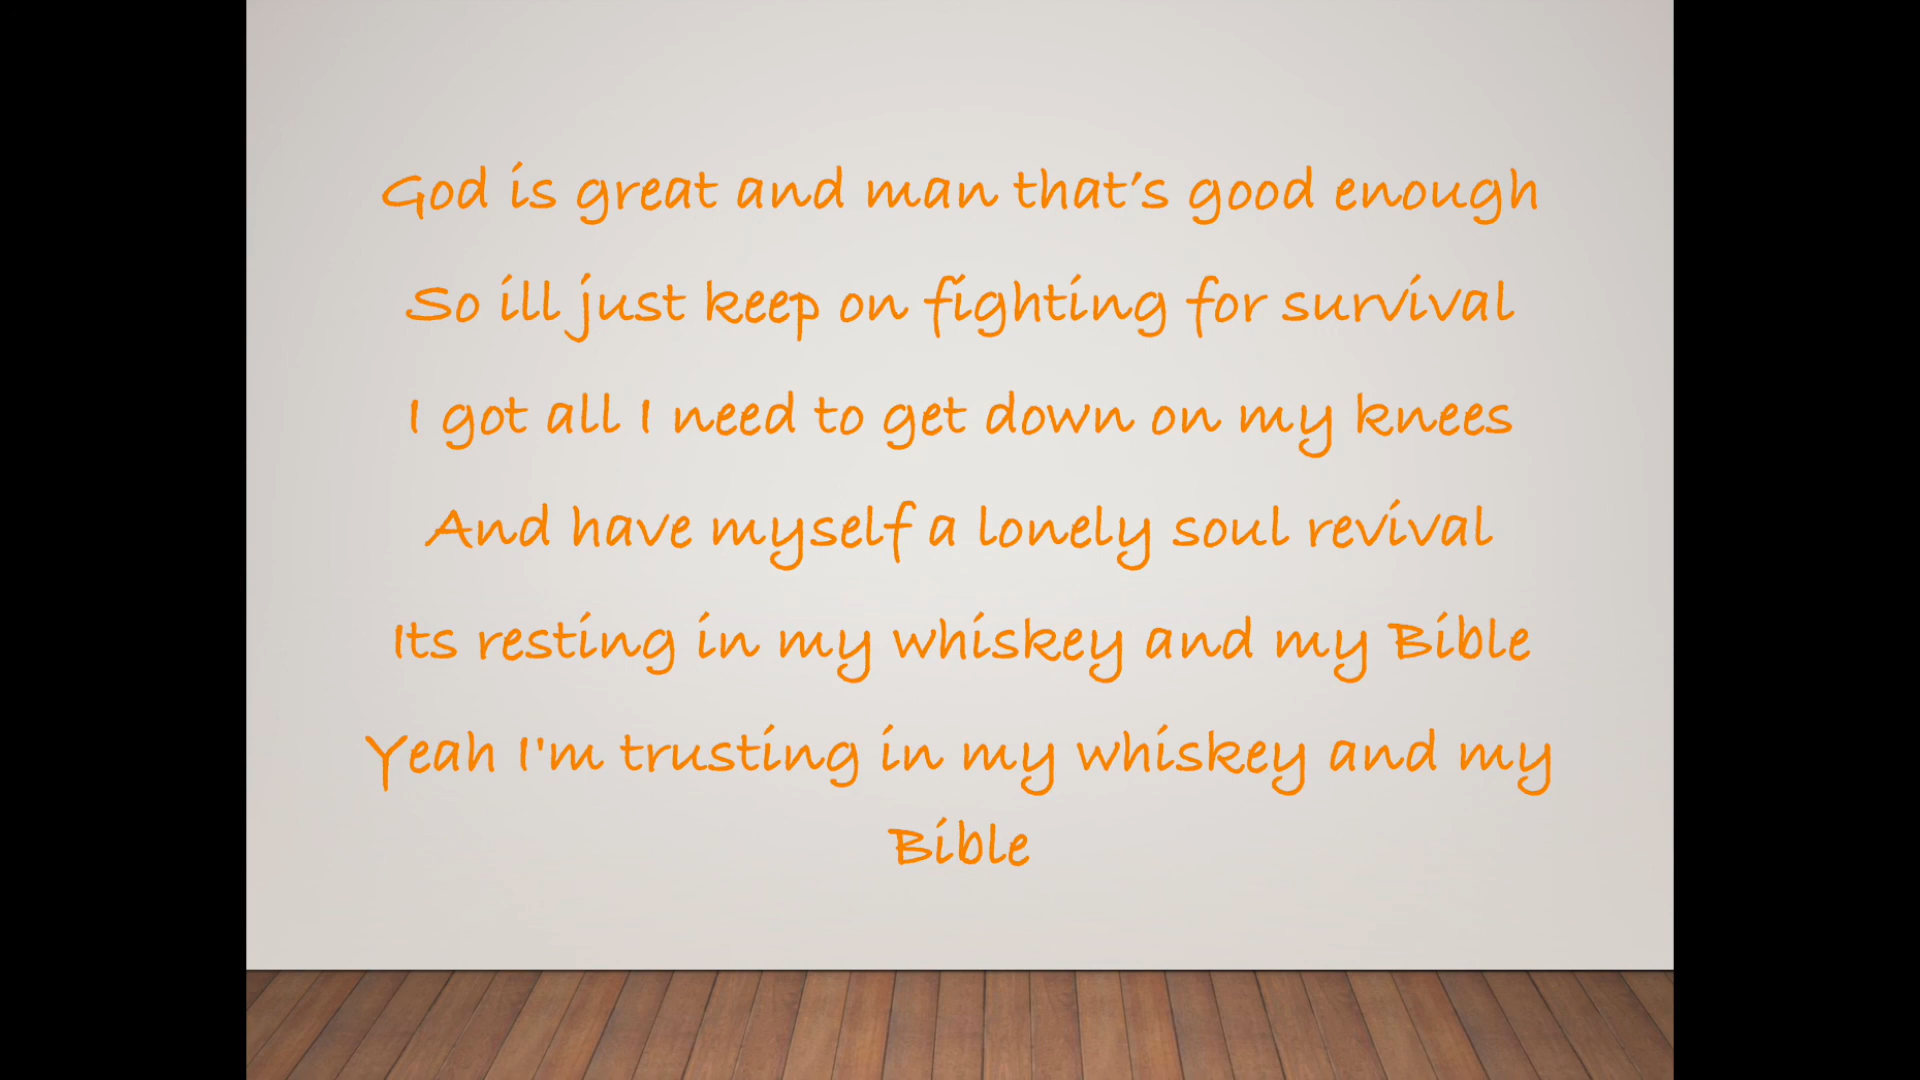 God is great and man that's good enough
So ill just keep on fighting for survival
I got all I need to get down on my knees
And have myself a lonely soul revival
Its resting in my whiskey and my Bible
Yeah I'm trusting in my whiskey and my
Bible